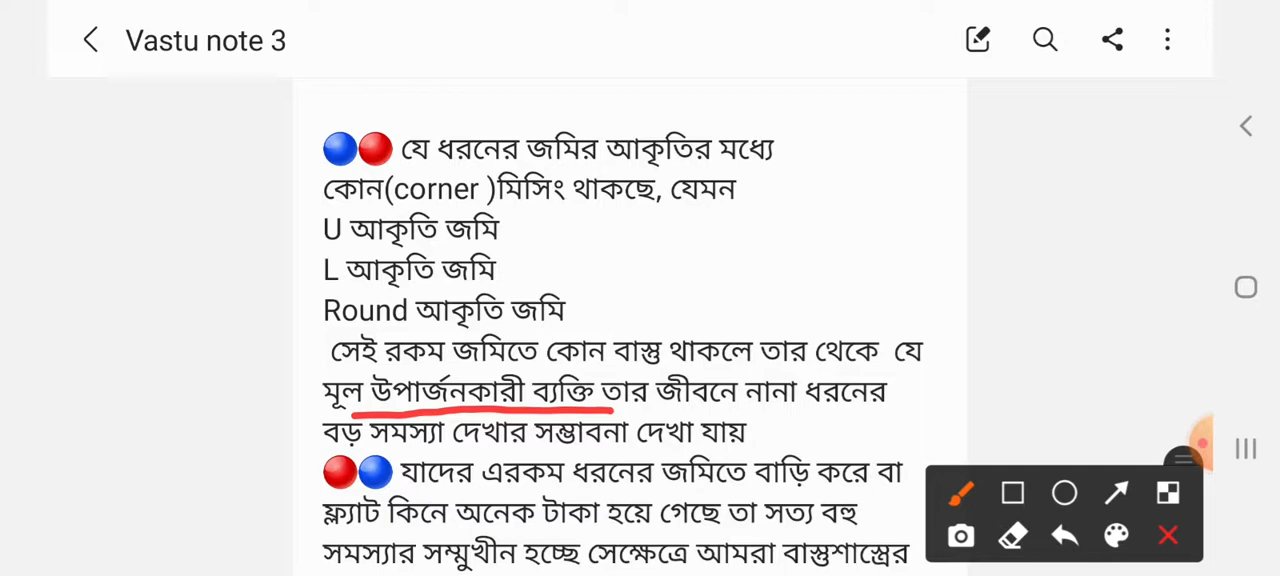 Vastu note 3
যে ধরনের জমির আকৃতির মধ্যে
কোন(corner )মিসিং থাকছে, যেমন
U আকৃতি জমি
L আকৃতি জমি
Round আকৃতি জমি
সেই রকম জমিতে কোন বাস্তু থাকলে তার থেকে যে
মূল উপার্জনকারী ব্যক্তি তার জীবনে নানা ধরনের
বড় সমস্যা দেখার সম্ভাবনা দেখা যায়
যাদের এরকম ধরনের জমিতে বাড়ি করে বা
ফ্ল্যাট কিনে অনেক টাকা হয়ে গেছে তা সত্য বহু
সমস্যার সম্মুখীন হচ্ছে সেক্ষেত্রে আমরা বাস্তুশাস্ত্রের